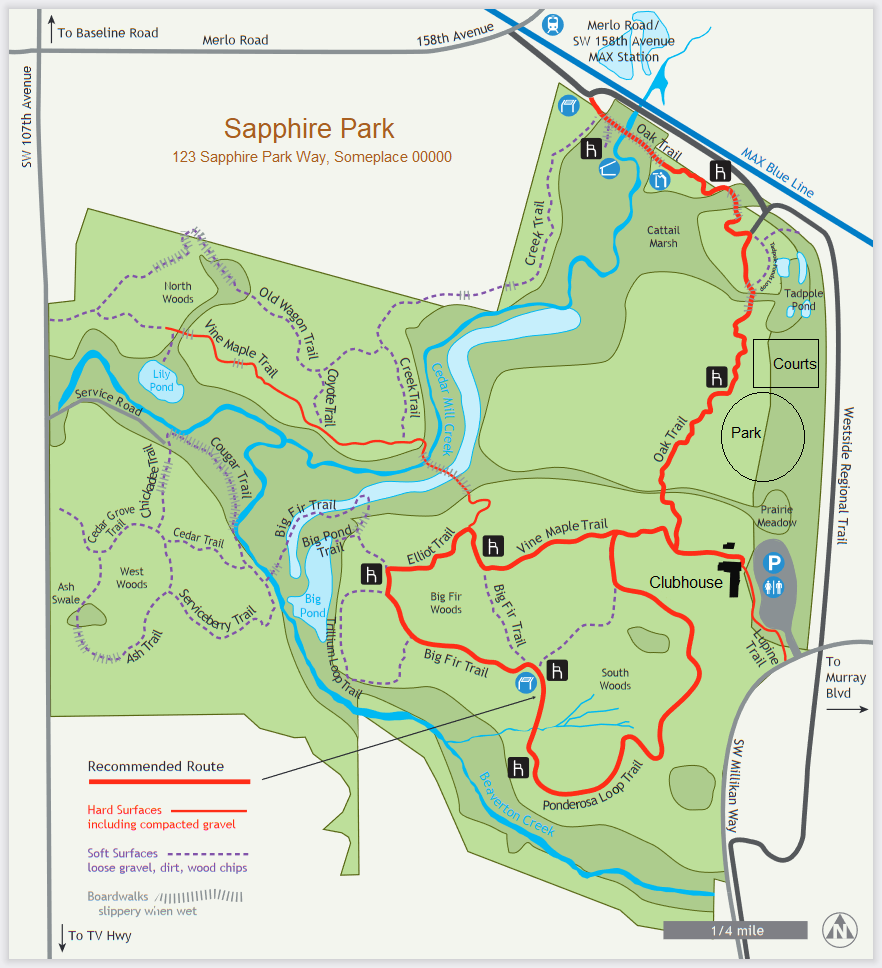 To Baseline Road
Merlo Road
158th Avenue
Merlo Road/
SW 158th Avenue
MAX Station
SW 107th Avenue
Sapphire Park
123 Sapphire Park Way, Someplace 00000
Oak Trail
MAX Blue Line
Creek Trail
Cattail
Marsh
Tadpole Ponds Loop
Tadpole
Pond
North
Woods
Old Wagon Trail
Vine Maple Trail
Coyote Trail
Creek Trail
Cedar Mill Creek
Lily
Pond
Service Road
Courts
Park
Oak Trail
Westside Regional Trail
Cougar Trail
Chickadee Trail
Cedar Grove
Trail
Cedar Trail
Big Fir Trail
Big Pond
Trail
Elliot Trail
Vine Maple Trail
Prairie
Meadow
P
West
Woods
Ash
Swale
Serviceberry Trail
Ash Trail
Big
Pond
Trillium Loop Trail
Big Fir
Woods
Big Fir Trail
Clubhouse
Lupine
Trail
Big Fir Trail
South
Woods
To
Murray
Blvd
Recommended Route
Hard Surfaces
including compacted gravel
Soft Surfaces
loose gravel, dirt, wood chips
Boardwalks
slippery when wet
Ponderosa Loop Trail
Beaverton Creek
SW Millikan Way
To TV Hwy
1/4 mile
N